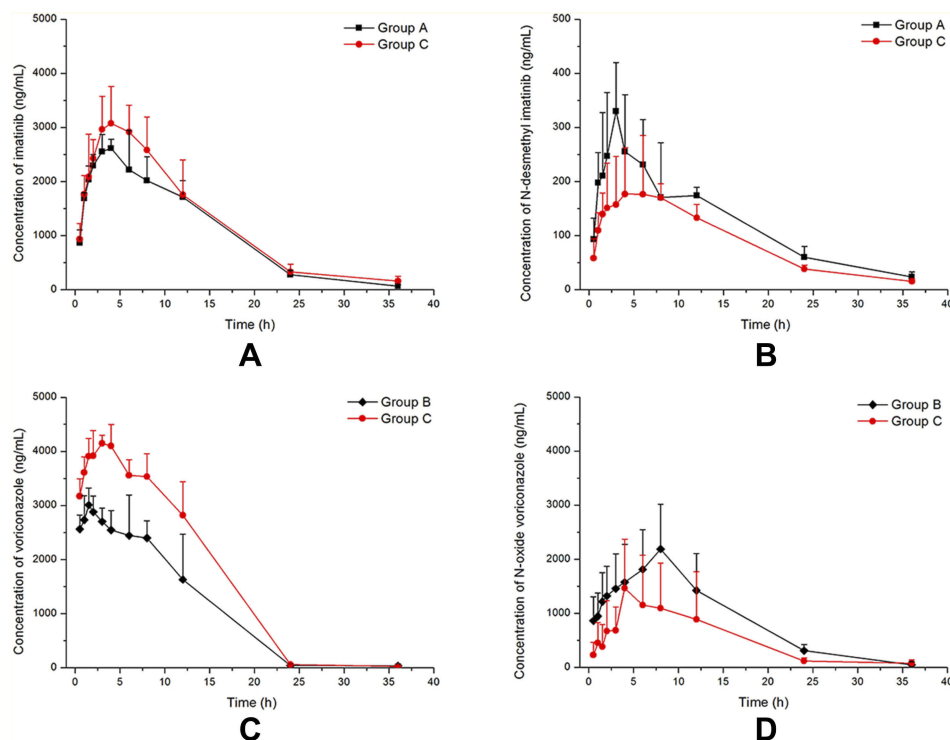 Concentration of imatinib (ng/mL)
5000
4000
3000
2000
1000
0
Group A
Group C
0 5 10 15 20 25 30 35 40
Time (h)
A
Concentration of N-desmethyl imatinib (ng/mL)
500
400
300
200
100
0
Group A
Group C
0 5 10 15 20 25 30 35 40
Time (h)
B
Concentration of voriconazole (ng/mL)
5000
4000
3000
2000
1000
0
Group B
Group C
0 5 10 15 20 25 30 35 40
Time (h)
C
Concentration of N-oxide voriconazole (ng/mL)
5000
4000
3000
2000
1000
0
Group B
Group C
0 5 10 15 20 25 30 35 40
Time (h)
D